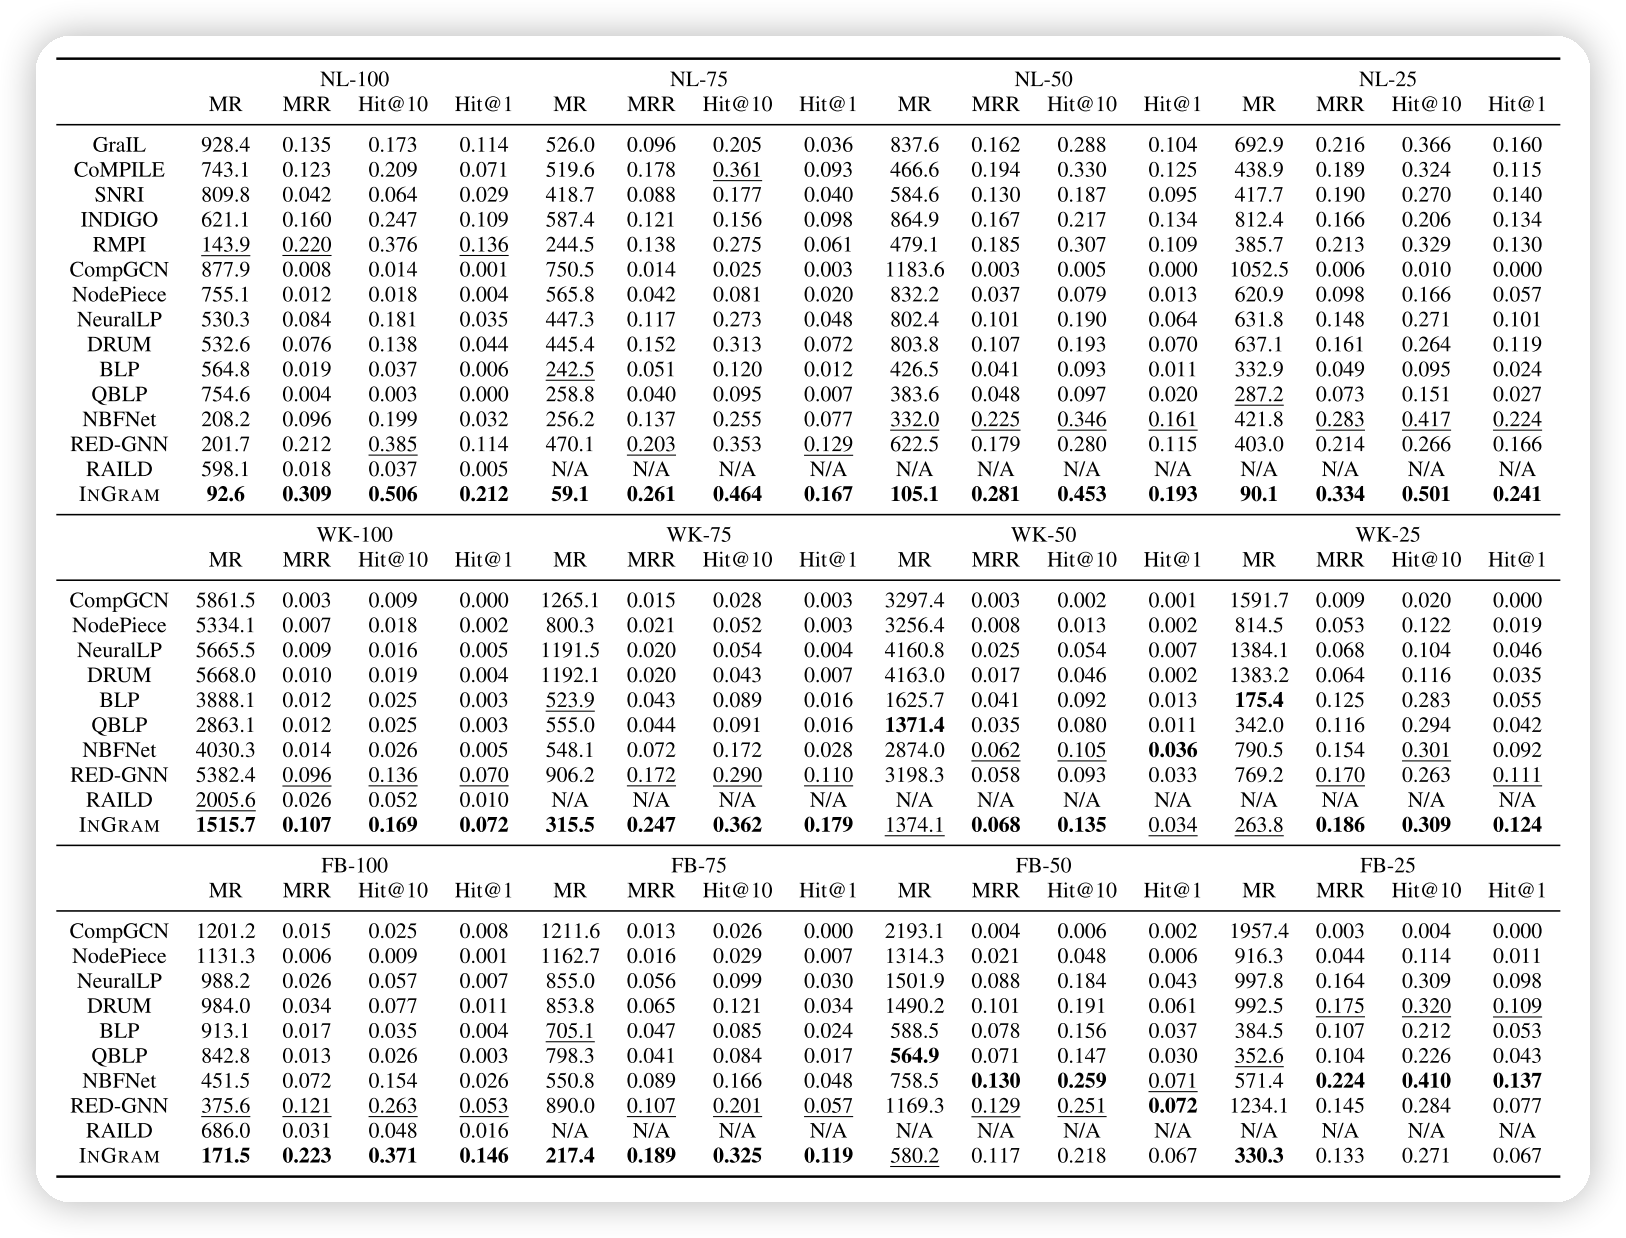 NL-100 NL-75 NL-50 NL-25
MR MRR Hit@10 Hit@1 MR MRR Hit@10 Hit@1 MR MRR Hit@10 Hit@1 MR MRR Hit@10 Hit@1
GraIL 928.4 0.135 0.173 0.114 526.0 0.096 0.205 0.036 837.6 0.162 0.288 0.104 692.9 0.216 0.366 0.160
CoMPILE 743.1 0.123 0.209 0.071 519.6 0.178 0.361 0.093 466.6 0.194 0.330 0.125 438.9 0.189 0.324 0.115
SNRI 809.8 0.042 0.064 0.029 418.7 0.088 0.177 0.040 584.6 0.130 0.187 0.095 417.7 0.190 0.270 0.140
INDIGO 621.1 0.160 0.247 0.109 587.4 0.121 0.156 0.098 864.9 0.167 0.217 0.134 812.4 0.166 0.206 0.134
RMPI 143.9 0.220 0.376 0.136 244.5 0.138 0.275 0.061 479.1 0.185 0.307 0.109 385.7 0.213 0.329 0.130
CompGCN 877.9 0.008 0.014 0.001 750.5 0.014 0.025 0.003 1183.6 0.003 0.005 0.000 1052.5 0.006 0.010 0.000
NodePiece 755.1 0.012 0.018 0.004 565.8 0.042 0.081 0.020 832.2 0.037 0.079 0.013 620.9 0.098 0.166 0.057
NeuralLP 530.3 0.084 0.181 0.035 447.3 0.117 0.273 0.048 802.4 0.101 0.190 0.064 631.8 0.148 0.271 0.101
DRUM 532.6 0.076 0.138 0.044 445.4 0.152 0.313 0.072 803.8 0.107 0.193 0.070 637.1 0.161 0.264 0.119
BLP 564.8 0.019 0.037 0.006 242.5 0.051 0.120 0.012 426.5 0.041 0.093 0.011 332.9 0.049 0.095 0.024
QBLP 754.6 0.004 0.003 0.000 258.8 0.040 0.095 0.007 383.6 0.048 0.097 0.020 287.2 0.073 0.151 0.027
NBFNet 208.2 0.096 0.199 0.032 256.2 0.137 0.255 0.077 332.0 0.225 0.346 0.161 421.8 0.283 0.417 0.224
RED-GNN 201.7 0.212 0.385 0.114 470.1 0.203 0.353 0.129 622.5 0.179 0.280 0.115 403.0 0.214 0.266 0.166
RAILD 598.1 0.018 0.037 0.005 N/A N/A N/A N/A N/A N/A N/A N/A N/A N/A N/A N/A
INGRAM 92.6 0.309 0.506 0.212 59.1 0.261 0.464 0.167 105.1 0.281 0.453 0.193 90.1 0.334 0.501 0.241
WK-100 WK-75 WK-50 WK-25
MR MRR Hit@10 Hit@1 MR MRR Hit@10 Hit@1 MR MRR Hit@10 Hit@1 MR MRR Hit@10 Hit@1
CompGCN 5861.5 0.003 0.009 0.000 1265.1 0.015 0.028 0.003 3297.4 0.003 0.002 0.001 1591.7 0.009 0.020 0.000
NodePiece 5334.1 0.007 0.018 0.002 800.3 0.021 0.052 0.003 3256.4 0.008 0.013 0.002 814.5 0.053 0.122 0.019
NeuralLP 5665.5 0.009 0.016 0.005 1191.5 0.020 0.054 0.004 4160.8 0.025 0.054 0.007 1384.1 0.068 0.104 0.046
DRUM 5668.0 0.010 0.019 0.004 1192.1 0.020 0.043 0.007 4163.0 0.017 0.046 0.002 1383.2 0.064 0.116 0.035
BLP 3888.1 0.012 0.025 0.003 523.9 0.043 0.089 0.016 1625.7 0.041 0.092 0.013 175.4 0.125 0.283 0.055
QBLP 2863.1 0.012 0.025 0.003 555.0 0.044 0.091 0.016 1371.4 0.035 0.080 0.011 342.0 0.116 0.294 0.042
NBFNet 4030.3 0.014 0.026 0.005 548.1 0.072 0.172 0.028 2874.0 0.062 0.105 0.036 790.5 0.154 0.301 0.092
RED-GNN 5382.4 0.096 0.136 0.070 906.2 0.172 0.290 0.110 3198.3 0.058 0.093 0.033 769.2 0.170 0.263 0.111
RAILD 2005.6 0.026 0.052 0.010 N/A N/A N/A N/A N/A N/A N/A N/A N/A N/A N/A N/A
INGRAM 1515.7 0.107 0.169 0.072 315.5 0.247 0.362 0.179 1374.1 0.068 0.135 0.034 263.8 0.186 0.309 0.124
FB-100 FB-75 FB-50 FB-25
MR MRR Hit@10 Hit@1 MR MRR Hit@10 Hit@1 MR MRR Hit@10 Hit@1 MR MRR Hit@10 Hit@1
CompGCN 1201.2 0.015 0.025 0.008 1211.6 0.013 0.026 0.000 2193.1 0.004 0.006 0.002 1957.4 0.003 0.004 0.000
NodePiece 1131.3 0.006 0.009 0.001 1162.7 0.016 0.029 0.007 1314.3 0.021 0.048 0.006 916.3 0.044 0.114 0.011
NeuralLP 988.2 0.026 0.057 0.007 855.0 0.056 0.099 0.030 1501.9 0.088 0.184 0.043 997.8 0.164 0.309 0.098
DRUM 984.0 0.034 0.077 0.011 853.8 0.065 0.121 0.034 1490.2 0.101 0.191 0.061 992.5 0.175 0.320 0.109
BLP 913.1 0.017 0.035 0.004 705.1 0.047 0.085 0.024 588.5 0.078 0.156 0.037 384.5 0.107 0.212 0.053
QBLP 842.8 0.013 0.026 0.003 798.3 0.041 0.084 0.017 564.9 0.071 0.147 0.030 352.6 0.104 0.226 0.043
NBFNet 451.5 0.072 0.154 0.026 550.8 0.089 0.166 0.048 758.5 0.130 0.259 0.071 571.4 0.224 0.410 0.137
RED-GNN 375.6 0.121 0.263 0.053 890.0 0.107 0.201 0.057 1169.3 0.129 0.251 0.072 1234.1 0.145 0.284 0.077
RAILD 686.0 0.031 0.048 0.016 N/A N/A N/A N/A N/A N/A N/A N/A N/A N/A N/A N/A
INGRAM 171.5 0.223 0.371 0.146 217.4 0.189 0.325 0.119 580.2 0.117 0.218 0.067 330.3 0.133 0.271 0.067